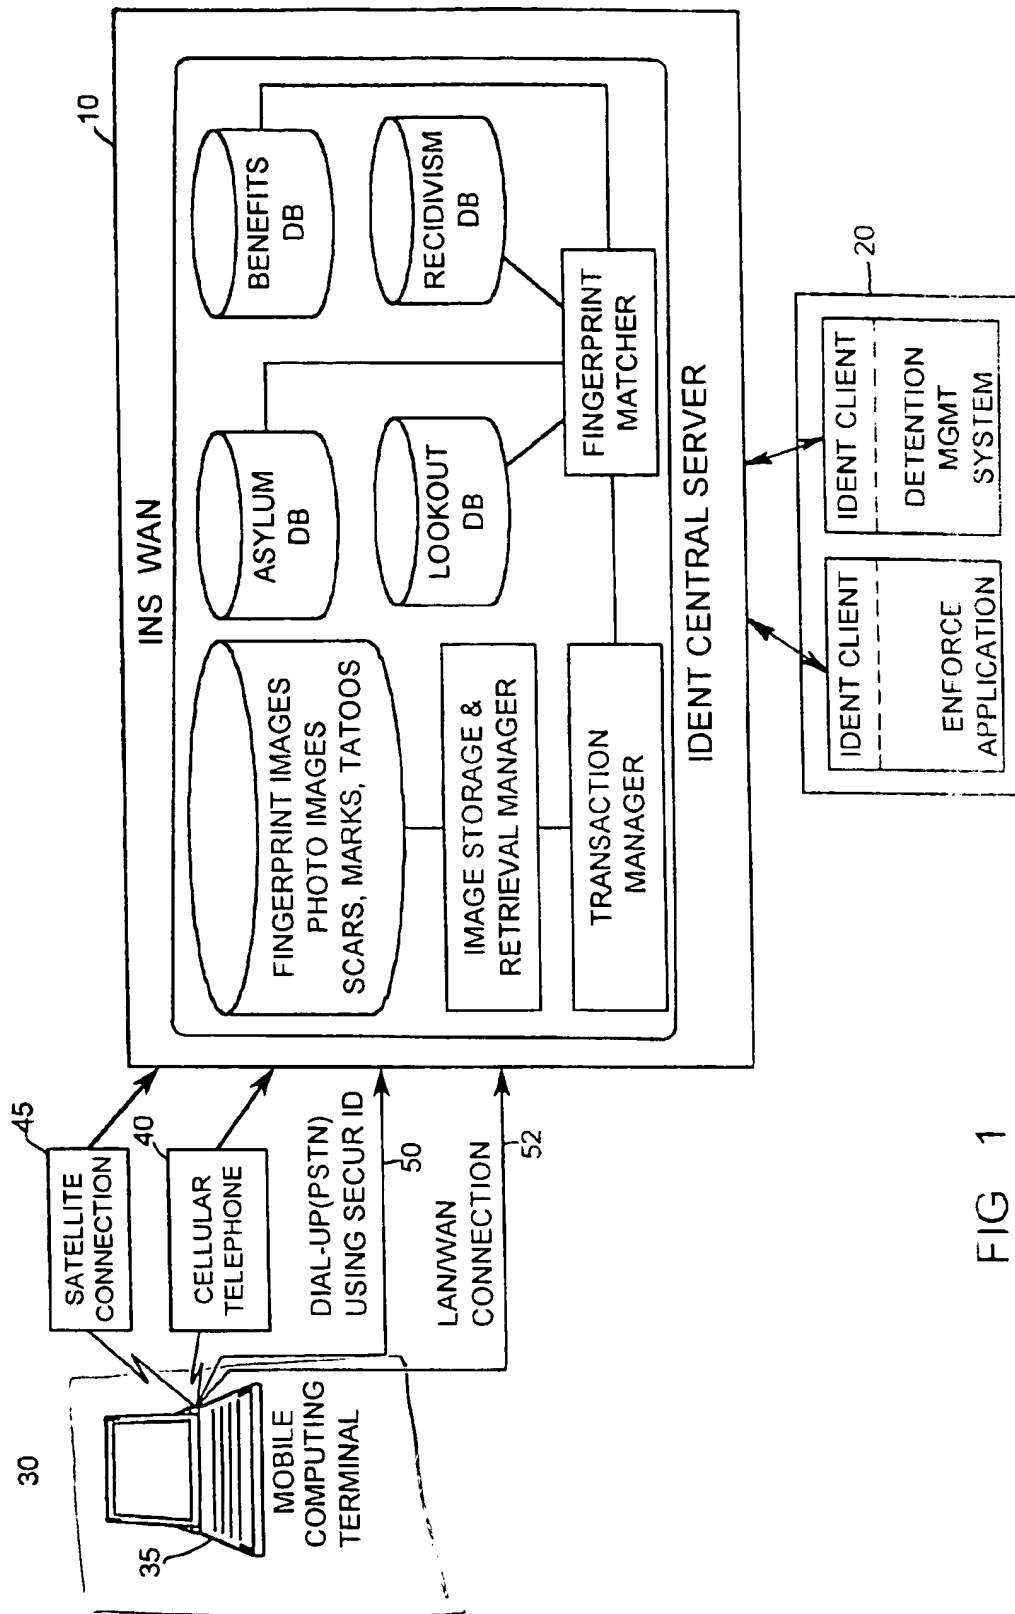 30
35
MOBILE
COMPUTING
TERMINAL
45
SATELLITE
CONNECTION
40
CELLULAR
TELEPHONE
DIAL-UP(PSTN)
USING SECUR ID
50
LAN/WAN
CONNECTION
52
10
INS WAN
FINGERPRINT IMAGES
PHOTO IMAGES
SCARS, MARKS, TATOOS
ASYLUM
DB
BENEFITS
DB
LOOKOUT
DB
RECIDIVISM
DB
IMAGE STORAGE &
RETRIEVAL MANAGER
TRANSACTION
MANAGER
FINGERPRINT
MATCHER
IDENT CENTRAL SERVER
20
IDENT CLIENT
ENFORCE
APPLICATION
IDENT CLIENT
DETENTION
MGMT
SYSTEM
FIG 1